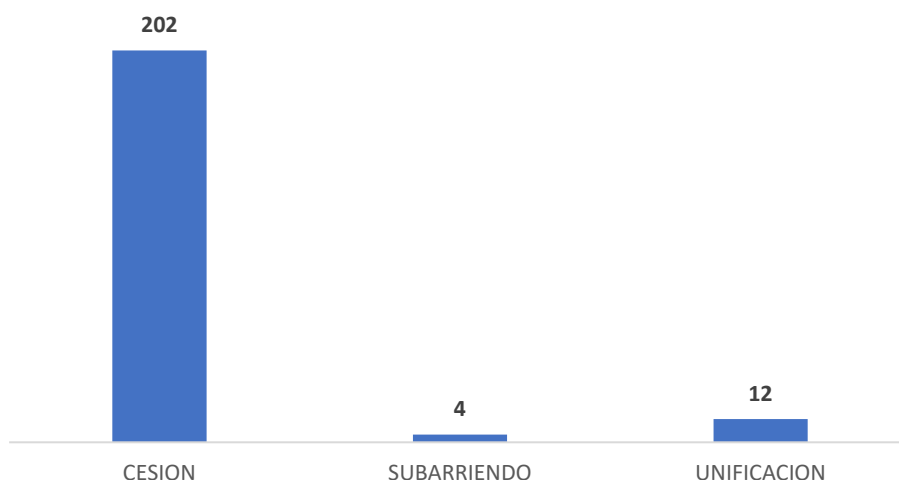 202
4
12
CESION
SUBARRIENDO
UNIFICACION